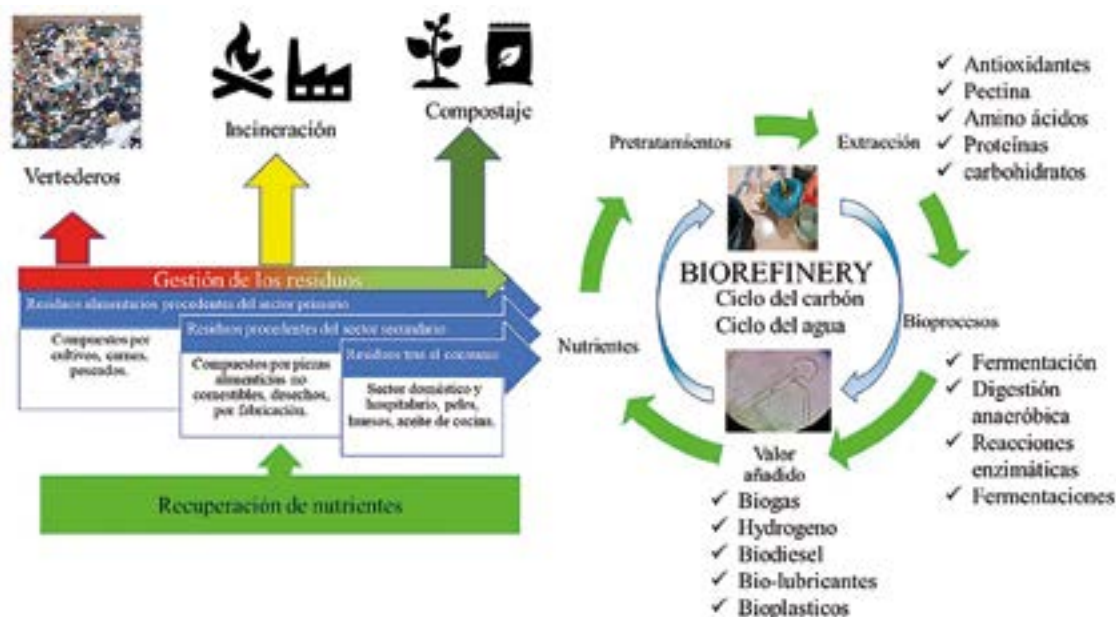 Vertederos
Incineración
Compostaje
Gestión de los residuos
Residuos alimentarios procedentes del sector primario
Compuestos por
cultivos, carnes,
pescados.
Residuos procedentes del sector secundario
Compuestos por piezas
alimenticias no
comestibles, desechos,
por fabricación.
Residuos tras el consumo
Sector doméstico y
hospitalario, peles,
huesos, aceite de cocina.
Recuperación de nutrientes
Pretratamientos
Extracción
✓ Antioxidantes
✓ Pectina
✓ Amino ácidos
✓ Proteínas
✓ carbohidratos
BIOREFINERY
Ciclo del carbón
Ciclo del agua
Nutrientes
Bioprocesos
✓ Fermentación
✓ Digestión
anaeróbica
✓ Reacciones
enzimáticas
✓ Fermentaciones
Valor
añadido
✓ Biogas
✓ Hydrogeno
✓ Biodiesel
✓ Bio-lubricantes
✓ Bioplasticos